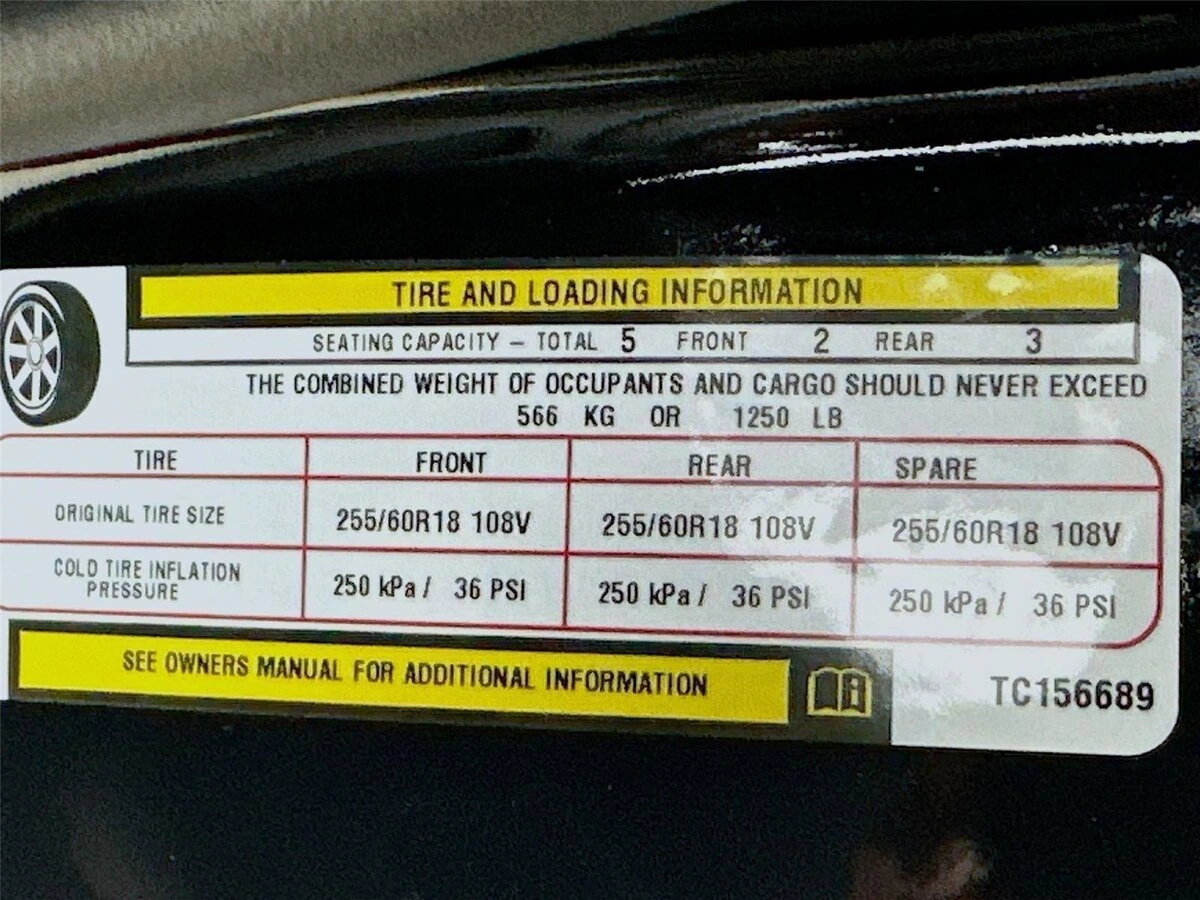 TIRE AND LOADING INFORMATION
SEATING CAPACITY – TOTAL 5 FRONT 2 REAR 3
THE COMBINED WEIGHT OF OCCUPANTS AND CARGO SHOULD NEVER EXCEED
566 KG OR 1250 LB
TIRE FRONT REAR SPARE
ORIGINAL TIRE SIZE 255/60R18 108V 255/60R18 108V 255/60R18 108V
COLD TIRE INFLATION
PRESSURE 250 kPa / 36 PSI 250 kPa / 36 PSI 250 kPa / 36 PSI
SEE OWNERS MANUAL FOR ADDITIONAL INFORMATION
TC156689